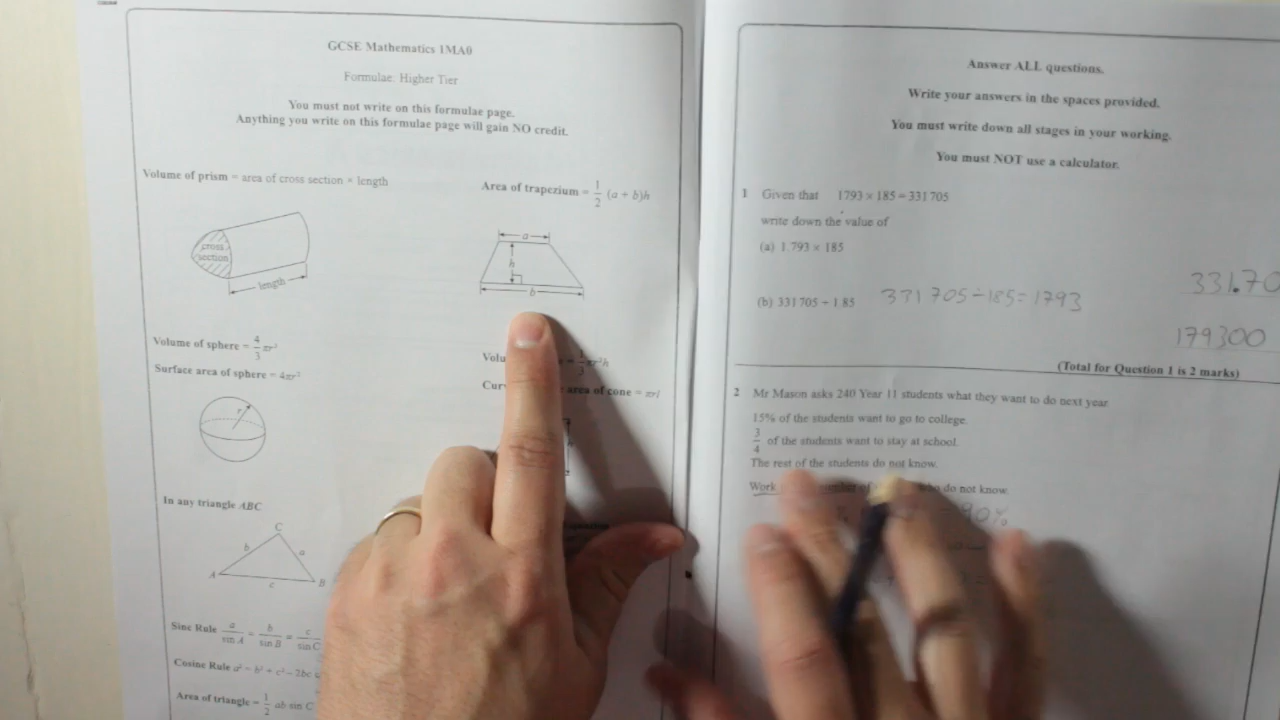 GCSE Mathematics 1MA0
Formulae: Higher Tier
You must not write on this formulae page.
Anything you write on this formulae page will gain NO credit.
Volume of prism = area of cross section × length
Area of trapezium = 1/2 (a + b)h
cross
section
length
a
h
b
Volume of sphere = 4/3 πr³
Surface area of sphere = 4πr²
r
Volu = 1/3 πr²h
Cur area of cone = πrl
In any triangle ABC
C
b
a
A
c
B
Sine Rule a/sin A = b/sin B = c/sin C
Cosine Rule a² = b² + c² – 2bc
Area of triangle = 1/2 ab sin C
Answer ALL questions.
Write your answers in the spaces provided.
You must write down all stages in your working.
You must NOT use a calculator.
1 Given that 1793 × 185 = 331 705
write down the value of
(a) 1.793 × 185
331.70
(b) 331 705 ÷ 1.85 331 705÷185=1793
179300
(Total for Question 1 is 2 marks)
2 Mr Mason asks 240 Year 11 students what they want to do next year.
15% of the students want to go to college.
3/4 of the students want to stay at school.
The rest of the students do not know.
Work number of who do not know.
90%